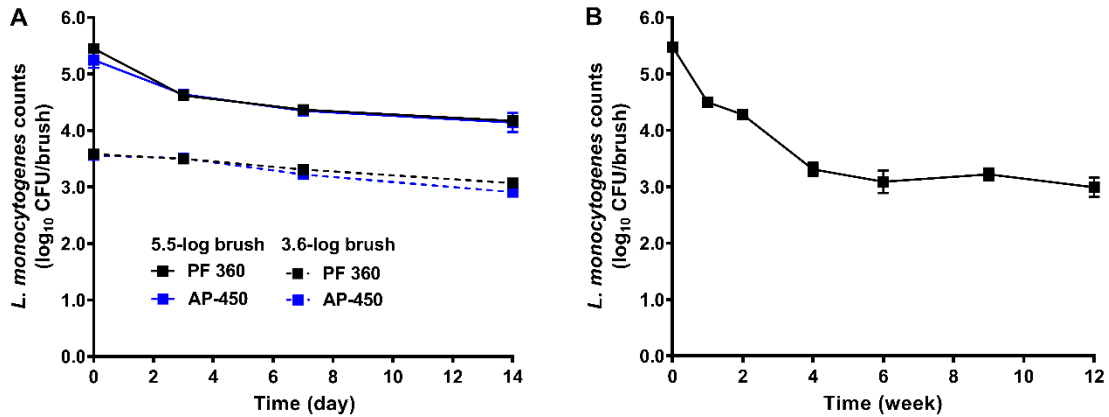 A
L. monocytogenes counts
(log10 CFU/brush)
6.0
5.0
4.0
3.0
2.0
1.0
0.0
5.5-log brush 3.6-log brush
PF 360 PF 360
AP-450 AP-450
0 2 4 6 8 10 12 14
Time (day)
B
L. monocytogenes counts
(log10 CFU/brush)
6.0
5.0
4.0
3.0
2.0
1.0
0.0
0 2 4 6 8 10 12
Time (week)